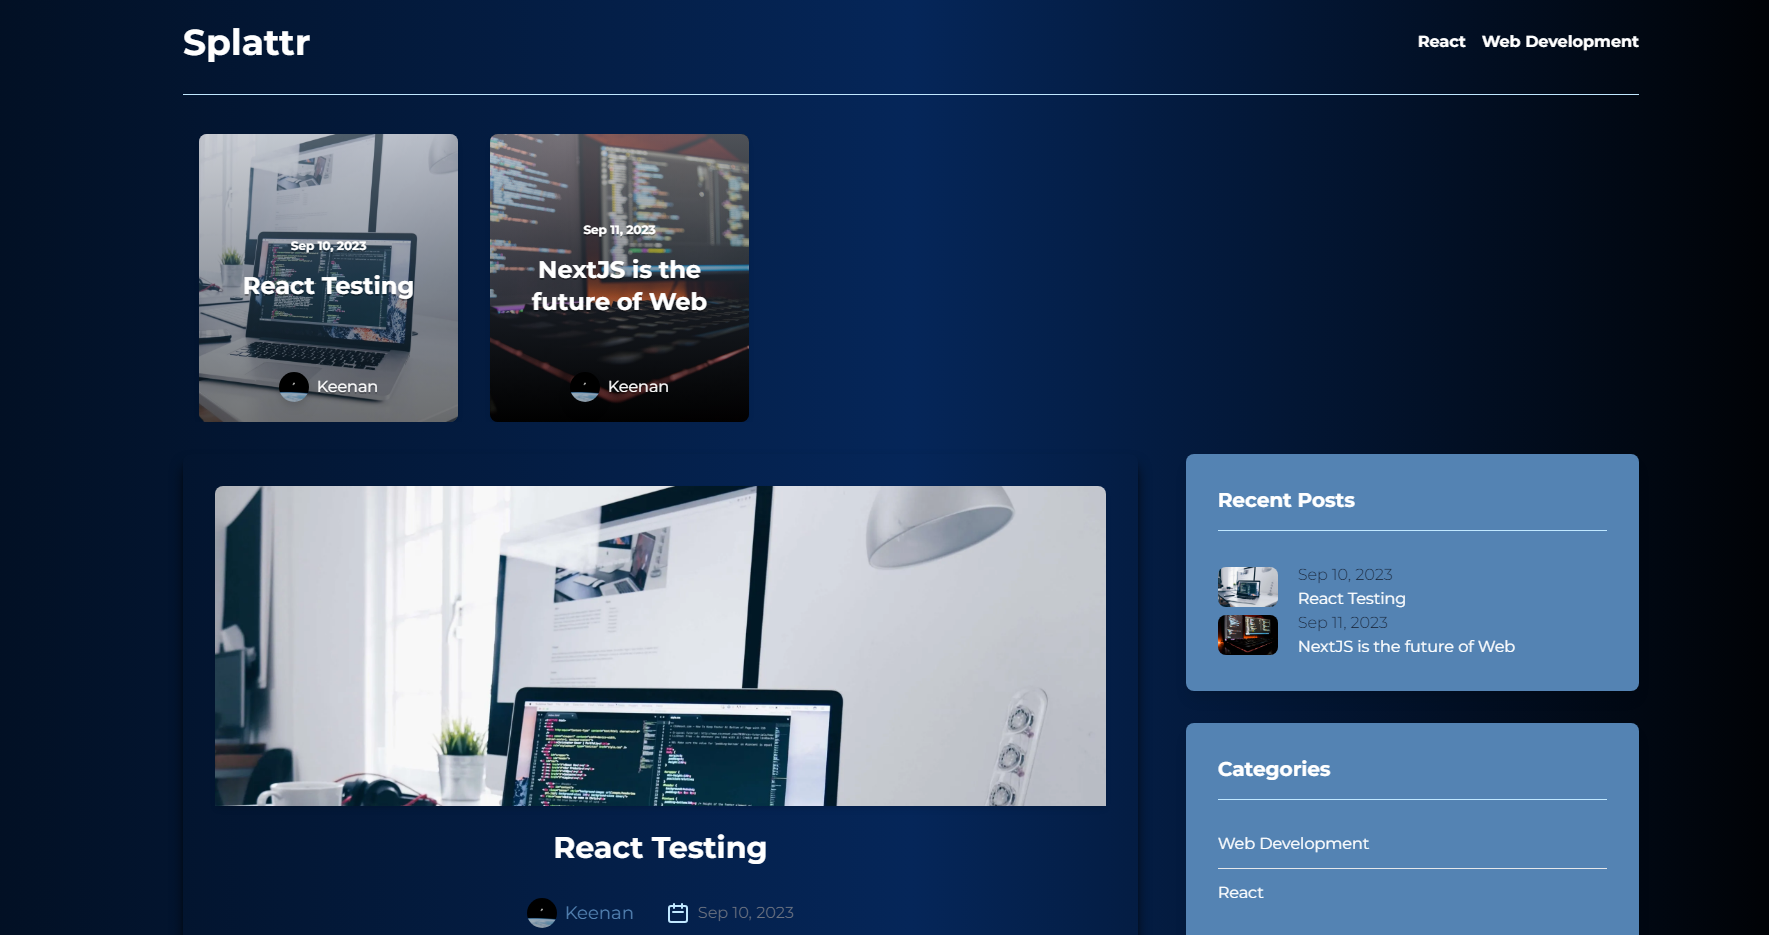 Splattr
React Web Development
Sep 10, 2023
React Testing
Keenan
Sep 11, 2023
NextJS is the
future of Web
Keenan
React Testing
Keenan Sep 10, 2023
Recent Posts
Sep 10, 2023
React Testing
Sep 11, 2023
NextJS is the future of Web
Categories
Web Development
React